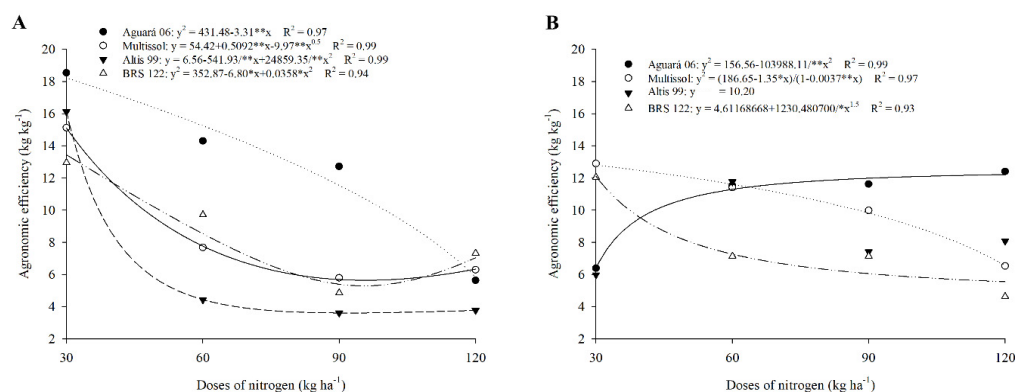 A
Aguará 06: y² = 431.48-3.31**x R² = 0.97
Multissol: y = 54.42+0.5092**x-9.97**x⁰·⁵ R² = 0.99
Altis 99: y = 6.56-541.93/**x+24859.35/**x² R² = 0.99
BRS 122: y² = 352,87-6,80*x+0,0358*x² R² = 0,94
20
18
16
14
12
10
8
6
4
2
Agronomic efficiency (kg kg⁻¹)
30 60 90 120
Doses of nitrogen (kg ha⁻¹)
B
Aguará 06: y² = 156,56-103988,11/**x² R² = 0.99
Multissol: y² = (186.65-1.35*x)/(1-0.0037**x) R² = 0.97
Altis 99: y = 10.20
BRS 122: y = 4,61168668+1230,480700/*x¹·⁵ R² = 0,93
20
18
16
14
12
10
8
6
4
2
Agronomic efficiency (kg kg⁻¹)
30 60 90 120
Doses of nitrogen (kg ha⁻¹)